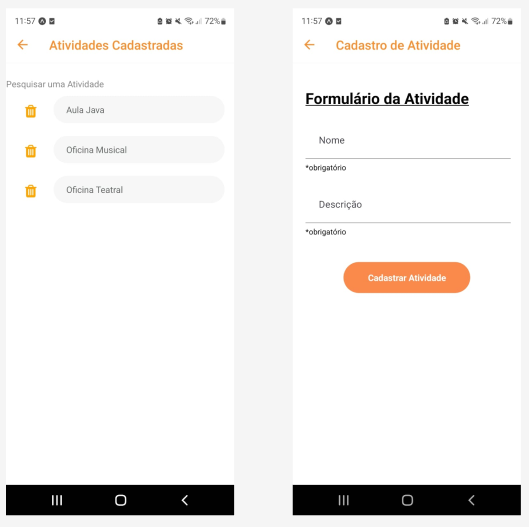 11:57
72%
Atividades Cadastradas
Pesquisar uma Atividade
Aula Java
Oficina Musical
Oficina Teatral
11:57
72%
Cadastro de Atividade
Formulário da Atividade
Nome
*obrigatório
Descrição
*obrigatório
Cadastrar Atividade